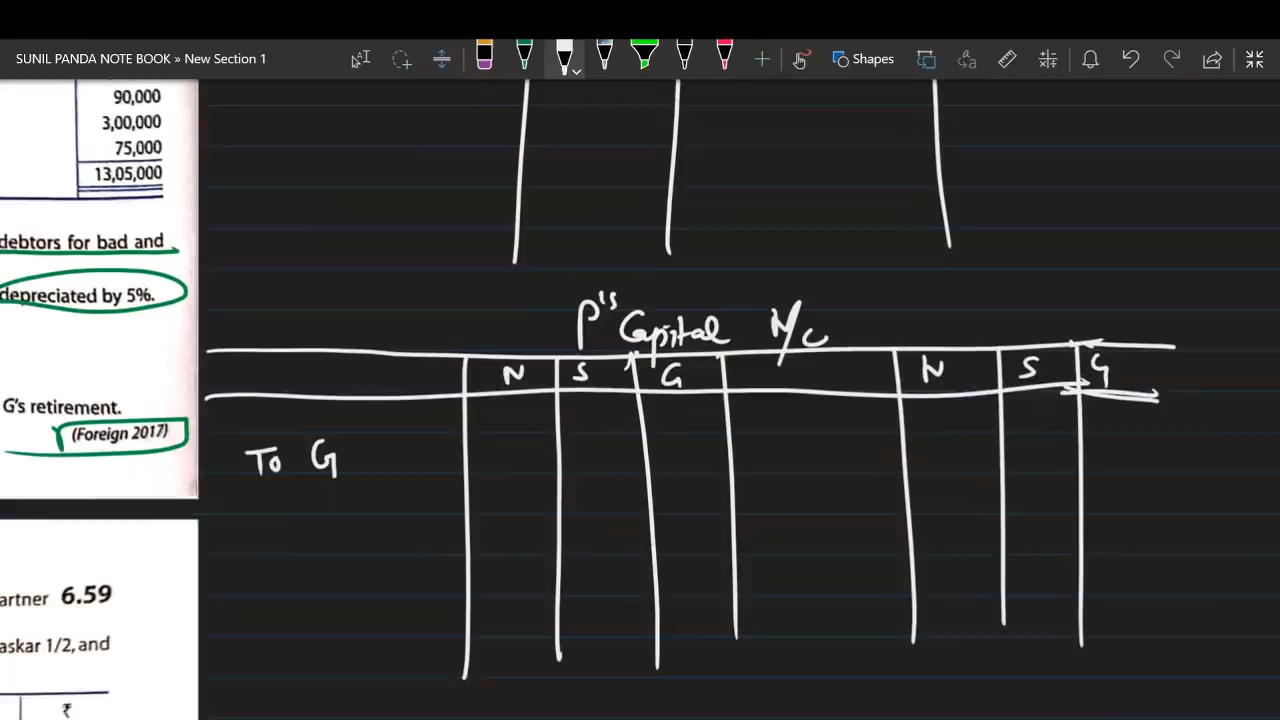 SUNIL PANDA NOTE BOOK » New Section 1
Shapes
90,000
3,00,000
75,000
13,05,000
debtors for bad and
depreciated by 5%.
G's retirement.
(Foreign 2017)
P's Capital A/c
N S G N S G
To G
artner 6.59
askar 1/2, and
₹